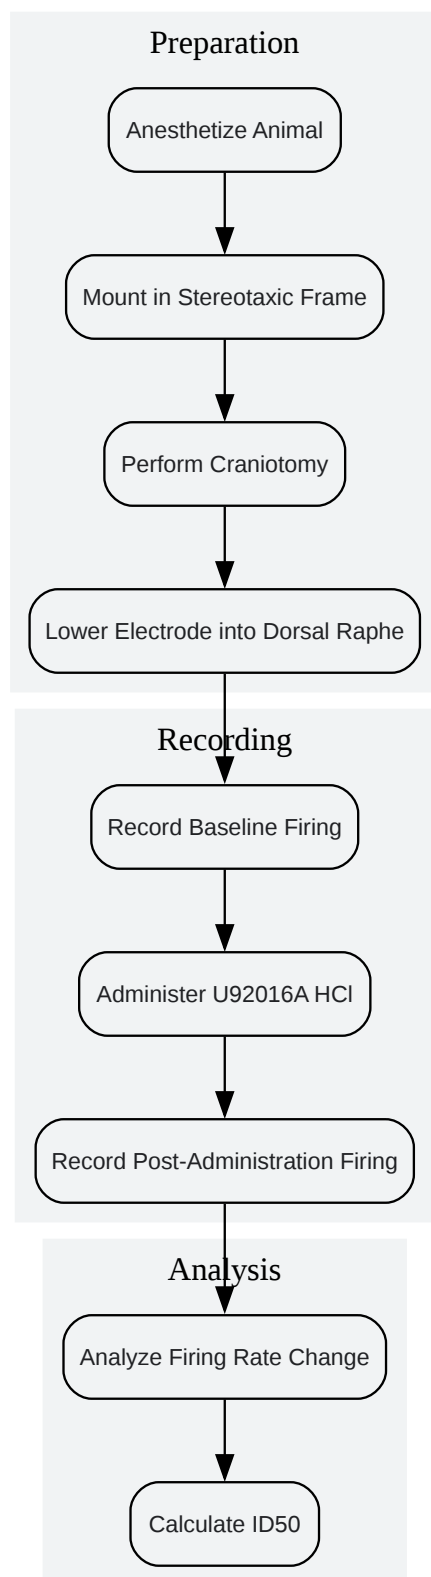 Preparation
Anesthetize Animal
Mount in Stereotaxic Frame
Perform Craniotomy
Lower Electrode into Dorsal Raphe
Recording
Record Baseline Firing
Administer U92016A HCl
Record Post-Administration Firing
Analysis
Analyze Firing Rate Change
Calculate ID50